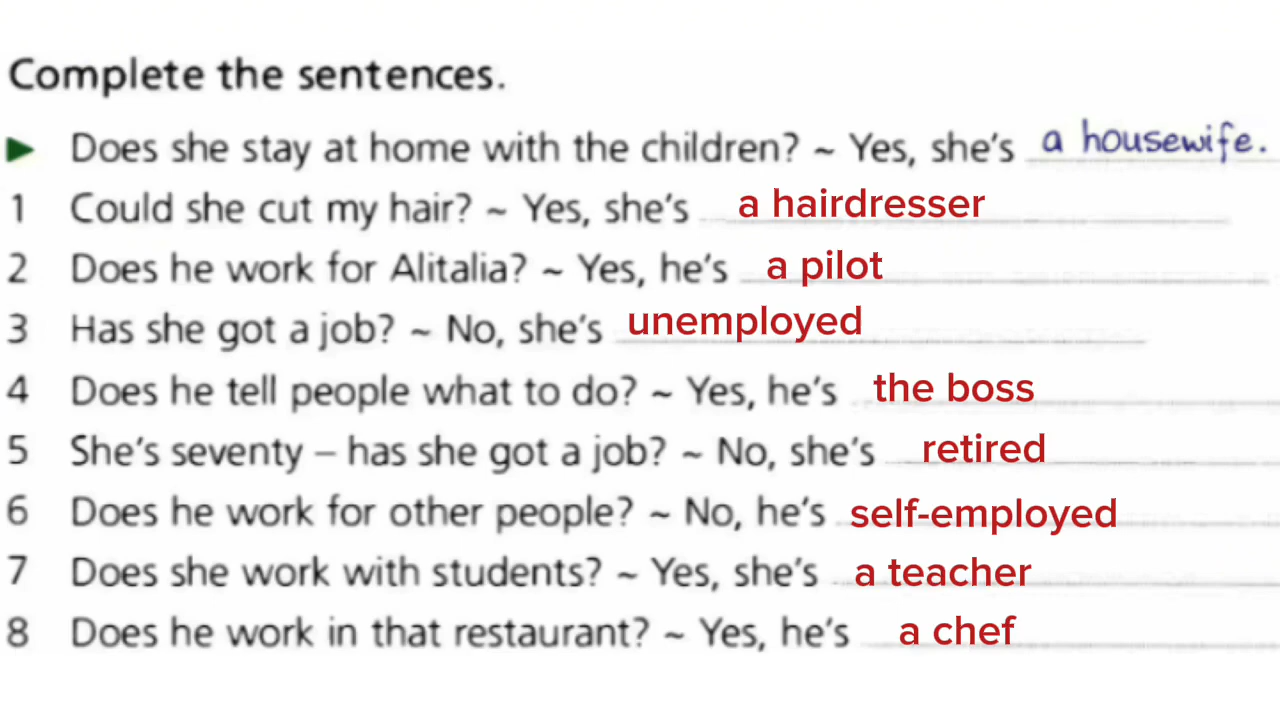 Complete the sentences.
► Does she stay at home with the children? ~ Yes, she's a housewife.
1 Could she cut my hair? ~ Yes, she's a hairdresser
2 Does he work for Alitalia? ~ Yes, he's a pilot
3 Has she got a job? ~ No, she's unemployed
4 Does he tell people what to do? ~ Yes, he's the boss
5 She's seventy – has she got a job? ~ No, she's retired
6 Does he work for other people? ~ No, he's self-employed
7 Does she work with students? ~ Yes, she's a teacher
8 Does he work in that restaurant? ~ Yes, he's a chef